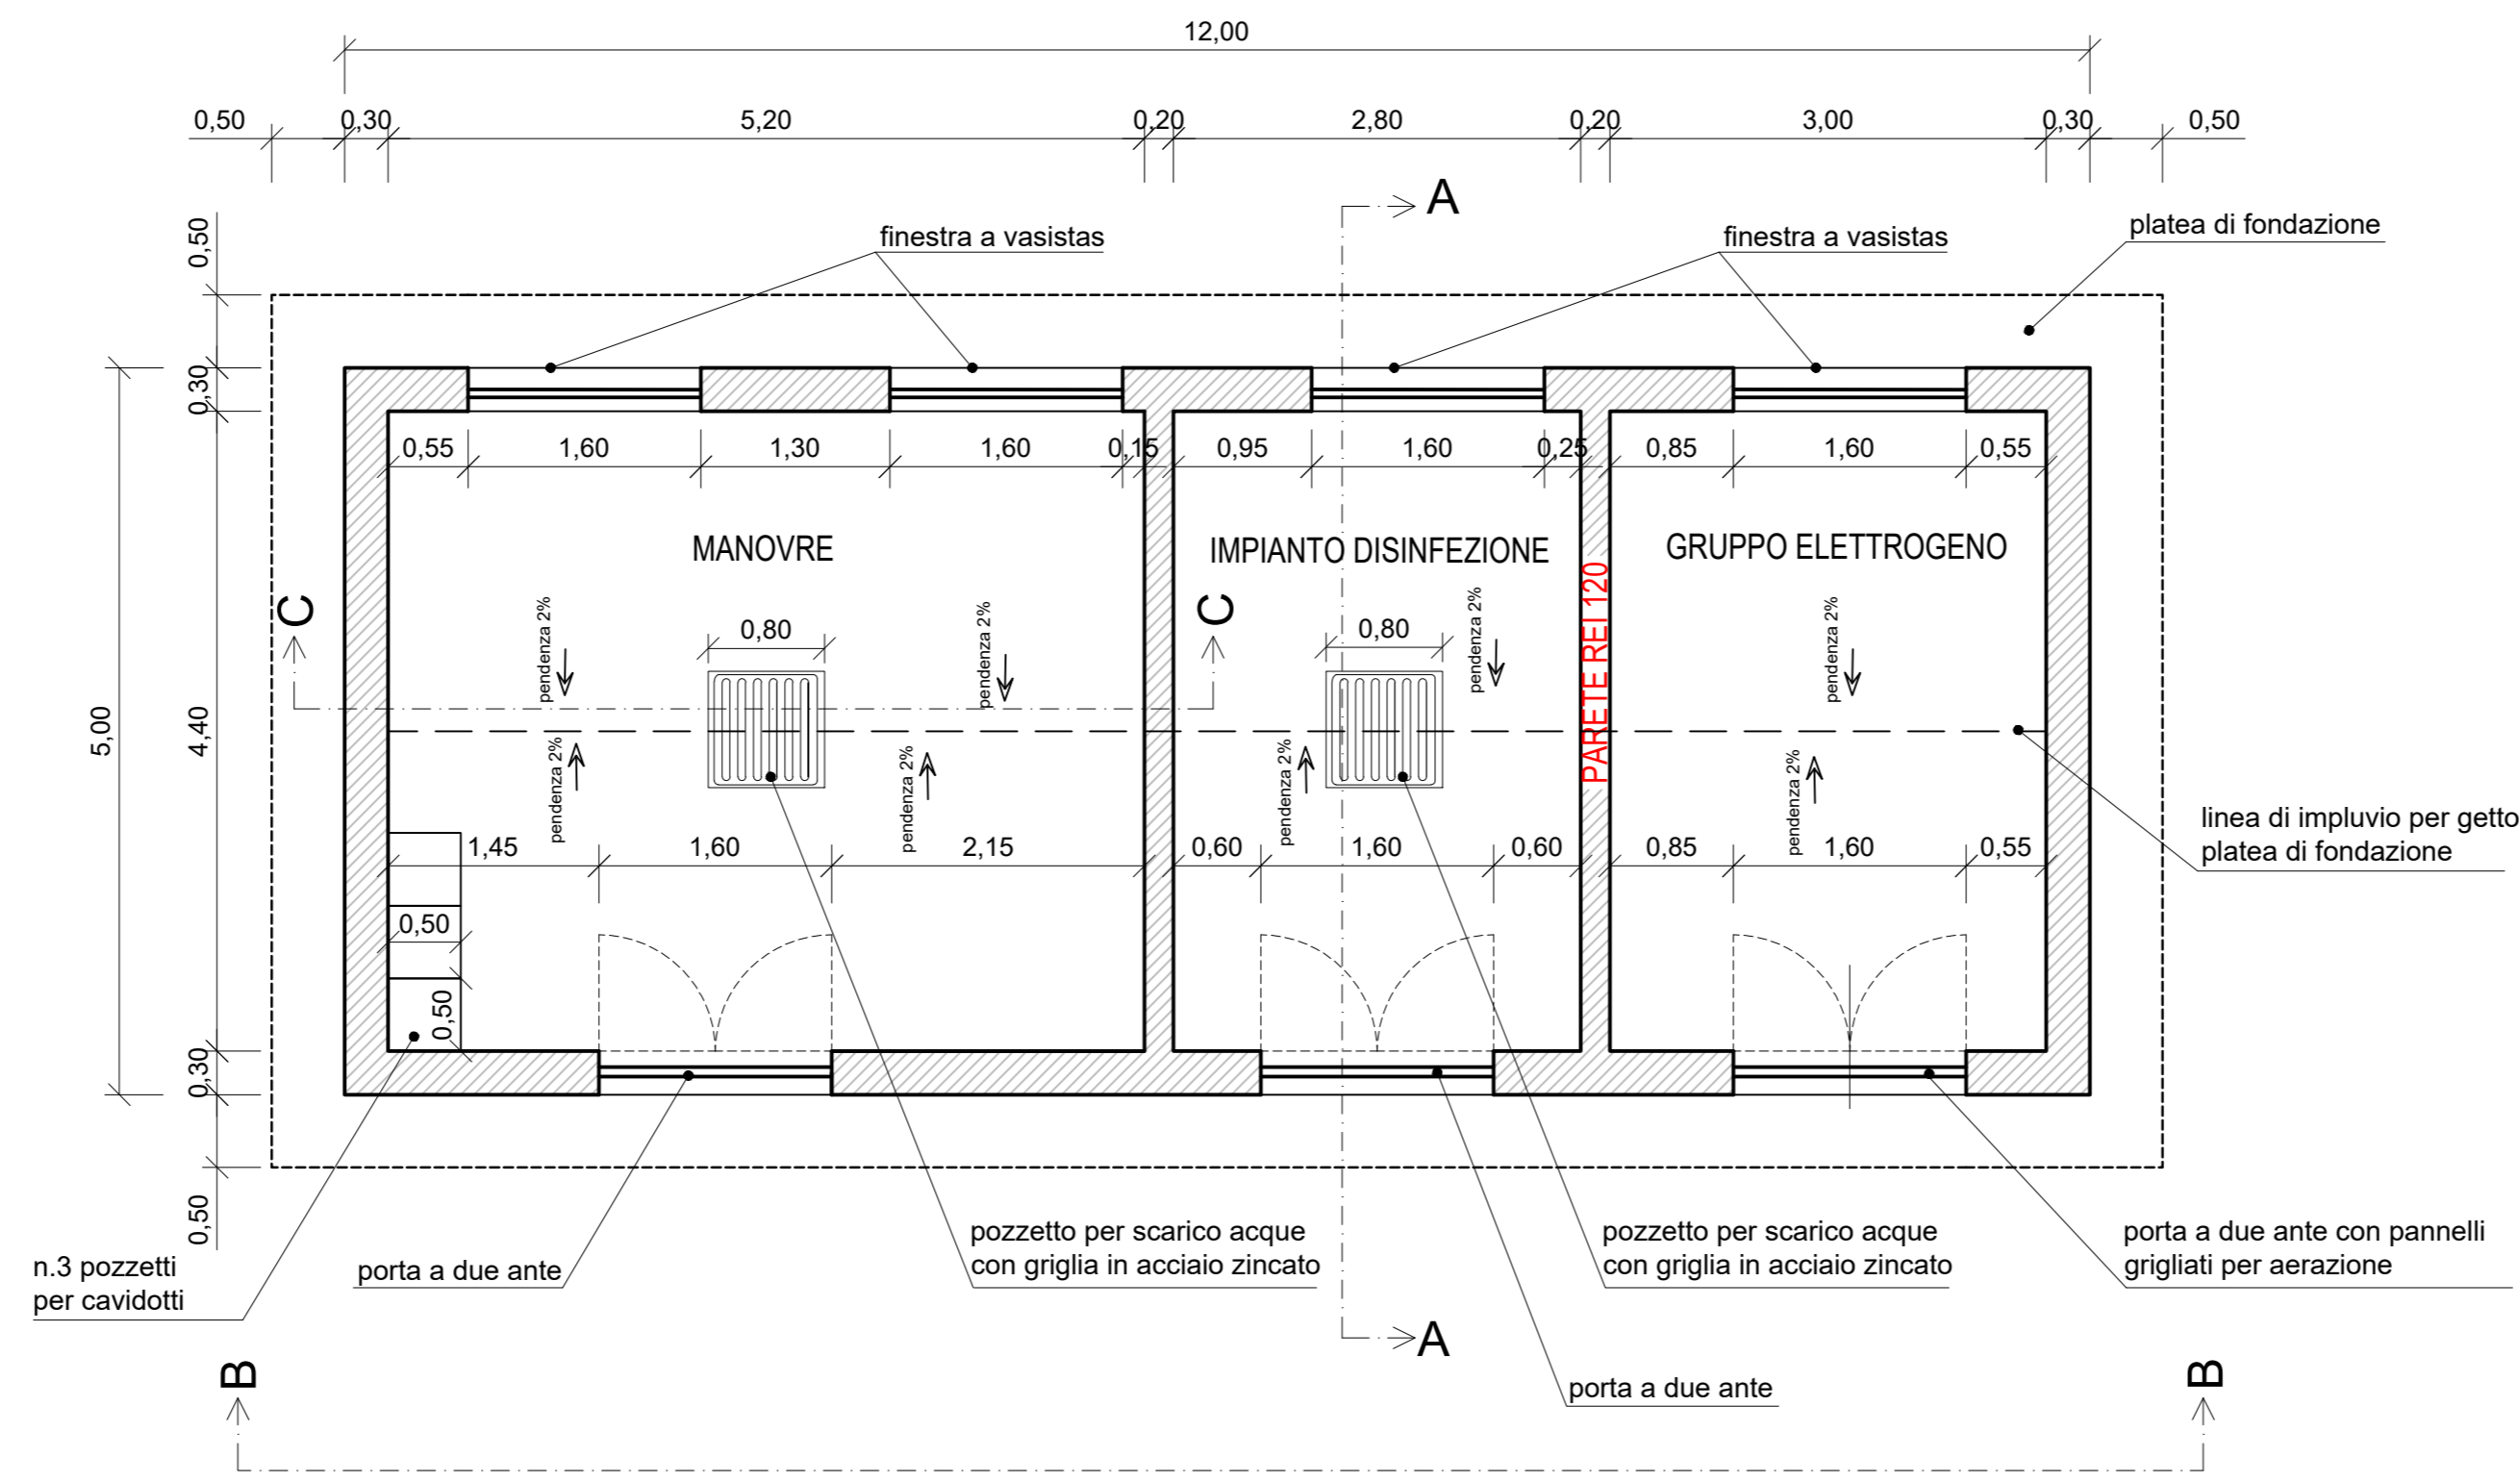 12,00
0,50 0,30 5,20 0,20 2,80 0,20 3,00 0,30 0,50
A
finestra a vasistas
finestra a vasistas
platea di fondazione
0,50
0,30
4,40
0,30
0,50
5,00
0,55 1,60 1,30 1,60 0,15 0,95 1,60 0,25 0,85 1,60 0,55
MANOVRE
IMPIANTO DISINFEZIONE
GRUPPO ELETTROGENO
PARETE REI 120
C
C
pendenza 2%
pendenza 2%
pendenza 2%
pendenza 2%
0,80
0,80
pendenza 2%
pendenza 2%
pendenza 2%
pendenza 2%
linea di impluvio per getto
platea di fondazione
1,45 1,60 2,15 0,60 1,60 0,60 0,85 1,60 0,55
0,50
0,50
n.3 pozzetti
per cavidotti
porta a due ante
pozzetto per scarico acque
con griglia in acciaio zincato
pozzetto per scarico acque
con griglia in acciaio zincato
porta a due ante con pannelli
grigliati per aerazione
A
porta a due ante
B
B